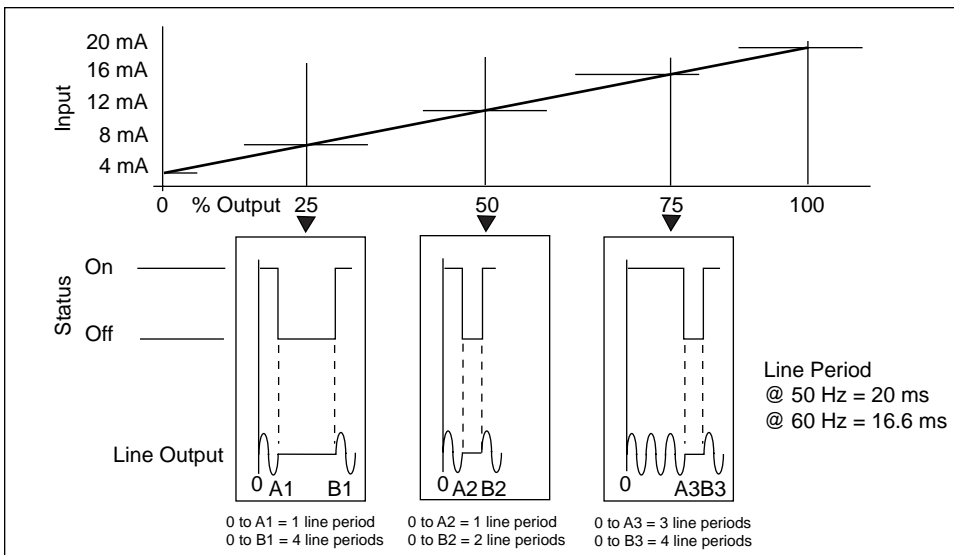 20 mA
16 mA
12 mA
8 mA
4 mA
Input
0 % Output 25 50 75 100
On
Off
Status
Line Output
0 A1 B1
0 A2 B2
0 A3 B3
Line Period
@ 50 Hz = 20 ms
@ 60 Hz = 16.6 ms
0 to A1 = 1 line period
0 to B1 = 4 line periods
0 to A2 = 1 line period
0 to B2 = 2 line periods
0 to A3 = 3 line periods
0 to B3 = 4 line periods